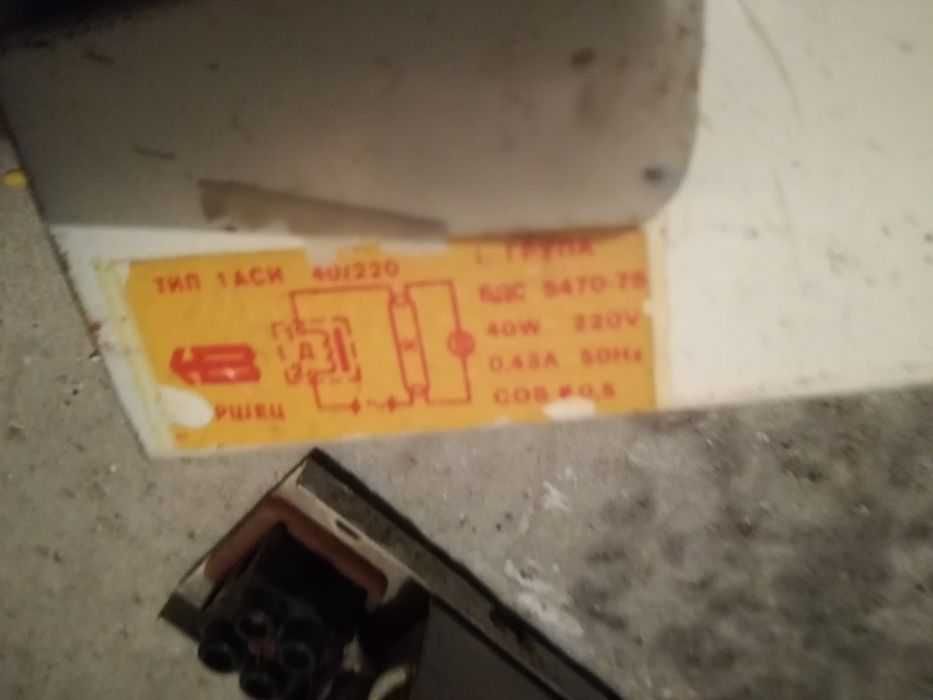 ТИП 1АСИ 40/220
ГРУПА
БДС 5470-75
40W 220V
0,43A 50Hz
COS φ 0,5
Д